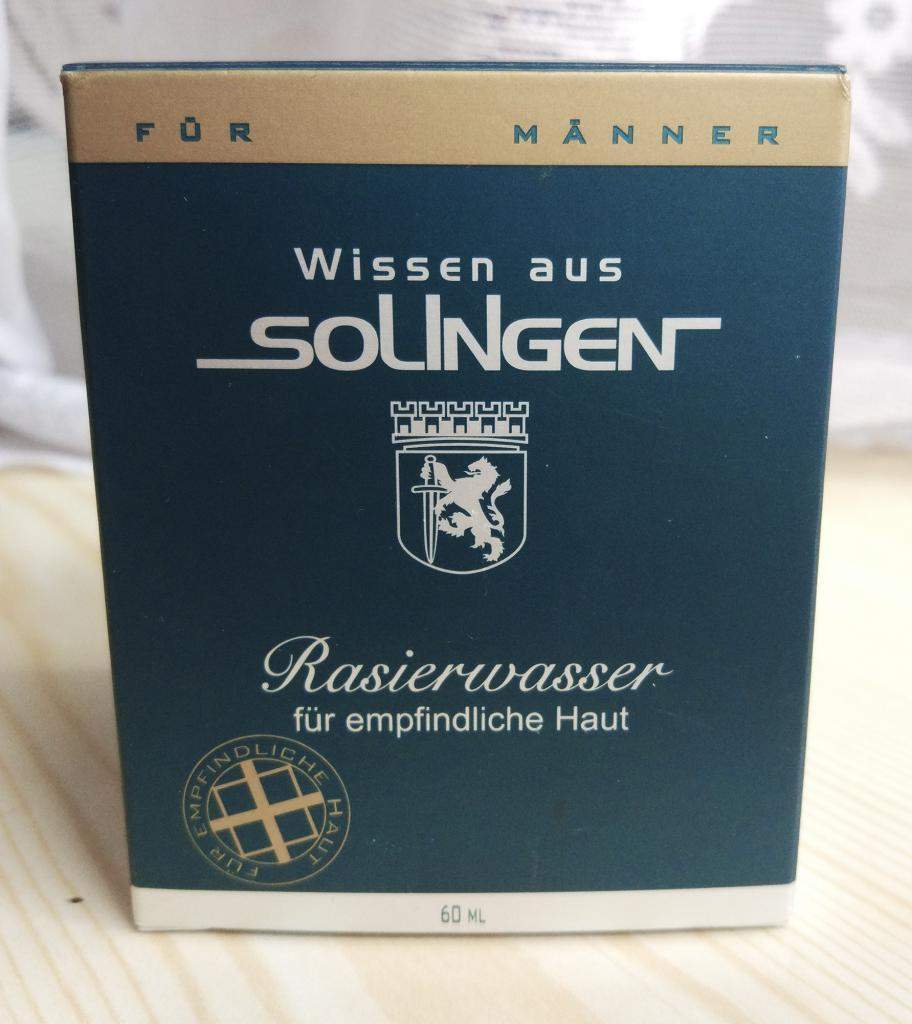 FÜR MÄNNER
Wissen aus
SOLINGEN
Rasierwasser
für empfindliche Haut
FÜR EMPFINDLICHE HAUT
60 ML